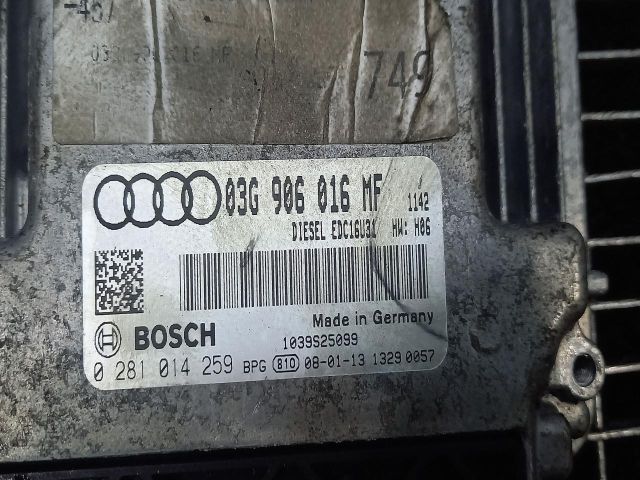 -457
749
03G 906 016 MF 1142
DIESEL EDC16U31 HW: H06
Made in Germany
BOSCH 1039S25099
0 281 014 259 BPG 810 08-01-13 1329 0057